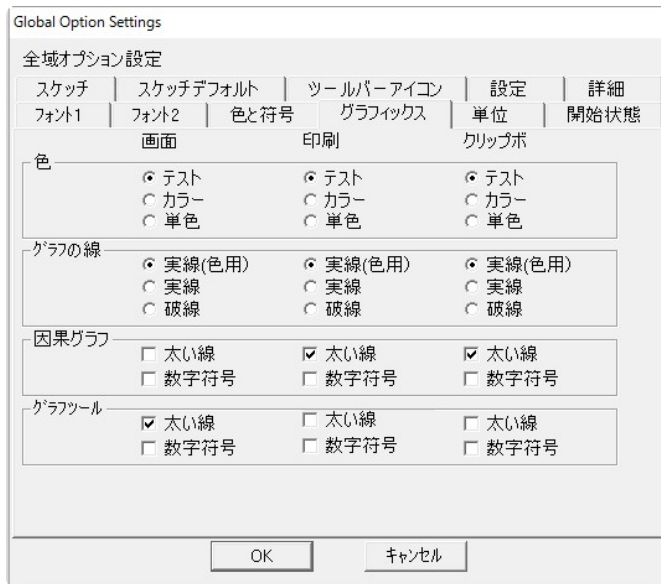 Global Option Settings
全域オプション設定
スケッチ スケッチデフォルト ツールバーアイコン 設定 詳細
フォント1 フォント2 色と符号 グラフィックス 単位 開始状態
画面 印刷 クリップボ
色
テスト テスト テスト
カラー カラー カラー
単色 単色 単色
グラフの線
実線(色用) 実線(色用) 実線(色用)
実線 実線 実線
破線 破線 破線
因果グラフ
太い線 太い線 太い線
数字符号 数字符号 数字符号
グラフツール
太い線 太い線 太い線
数字符号 数字符号 数字符号
OK キャンセル